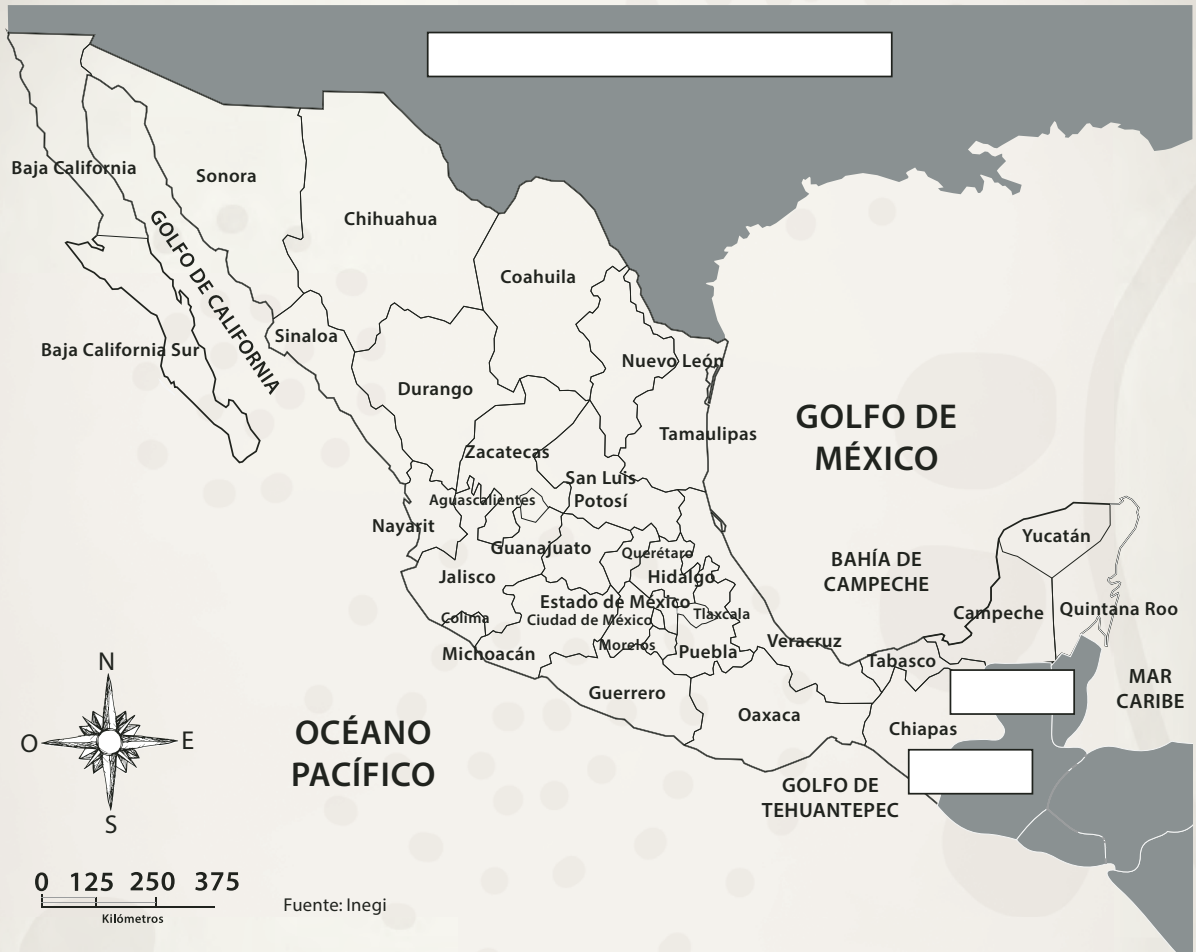 Baja California
Sonora
Chihuahua
GOLFO DE CALIFORNIA
Coahuila
Sinaloa
Baja California Sur
Nuevo León
Durango
GOLFO DE
MÉXICO
Tamaulipas
Zacatecas
San Luis
Potosí
Aguascalientes
Nayarit
Yucatán
Guanajuato
Querétaro
BAHÍA DE
CAMPECHE
Jalisco
Hidalgo
Estado de México
Campeche
Quintana Roo
Colima
Ciudad de México
Tlaxcala
Michoacán
Morelos
Puebla
Veracruz
Tabasco
MAR
CARIBE
Guerrero
Oaxaca
Chiapas
N
O
E
S
OCÉANO
PACÍFICO
GOLFO DE
TEHUANTEPEC
0 125 250 375
Kilómetros
Fuente: Inegi